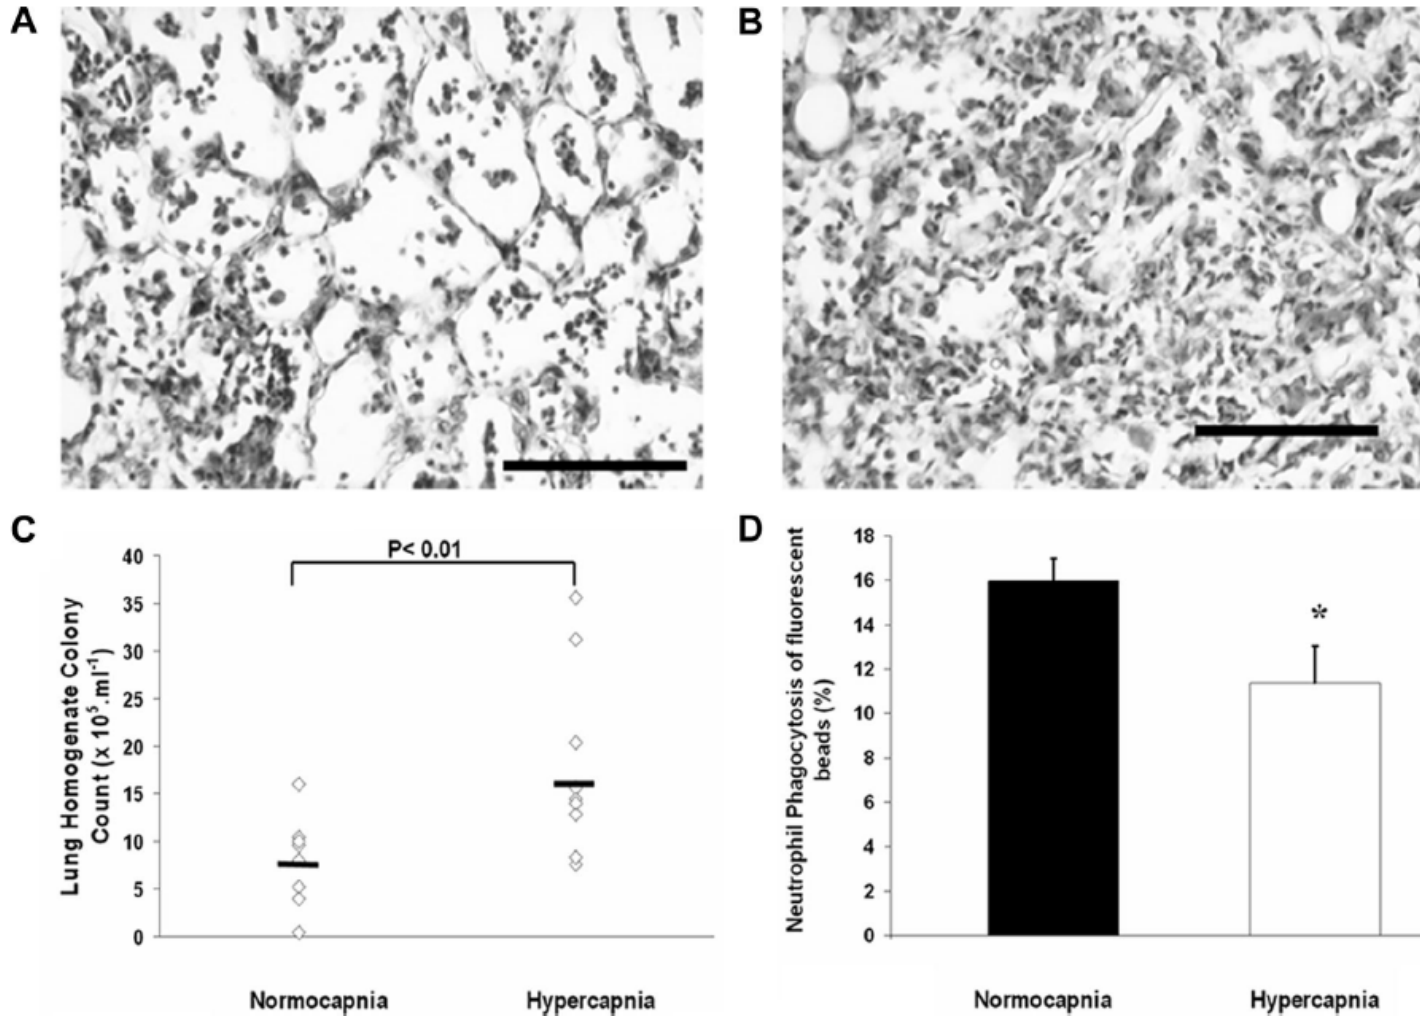 A
B
C
P< 0.01
40
35
30
25
20
15
10
5
0
Lung Homogenate Colony
Count (x 10⁵.ml⁻¹)
Normocapnia
Hypercapnia
D
18
16
14
12
10
8
6
4
2
0
Neutrophil Phagocytosis of fluorescent
beads (%)
*
Normocapnia
Hypercapnia